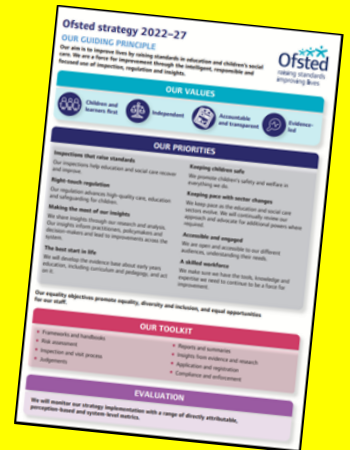 Ofsted strategy 2022–27
OUR GUIDING PRINCIPLE
Our aim is to improve lives by raising standards in education and children's social
care. We are a force for improvement through the intelligent, responsible and
focused use of inspection, regulation and insights.
Ofsted
raising standards
improving lives
OUR VALUES
Children and
learners first
Independent
Accountable
and transparent
Evidence-
led
OUR PRIORITIES
Inspections that raise standards
Our inspections help education and social care recover
and improve.
Right-touch regulation
Our regulation advances high-quality care, education
and safeguarding for children.
Making the most of our insights
We share insights through our research and analysis.
Our insights inform practitioners, policymakers and
decision-makers and lead to improvements across the
system.
The best start in life
We will develop the evidence base about early years
education, including curriculum and pedagogy, and act
on it.
Keeping children safe
We promote children's safety and welfare in
everything we do.
Keeping pace with sector changes
We keep pace as the education and social care
sectors evolve. We will continually review our
approach and advocate for additional powers where
required.
Accessible and engaged
We are open and accessible to our different
audiences, understanding their needs.
A skilled workforce
We make sure we have the tools, knowledge and
expertise we need to continue to be a force for
improvement.
Our equality objectives promote equality, diversity and inclusion, and equal opportunities
for our staff.
OUR TOOLKIT
Frameworks and handbooks
Risk assessment
Inspection and visit process
Judgements
Reports and summaries
Insights from evidence and research
Application and registration
Compliance and enforcement
EVALUATION
We will monitor our strategy implementation with a range of directly attributable,
perception-based and system-level metrics.